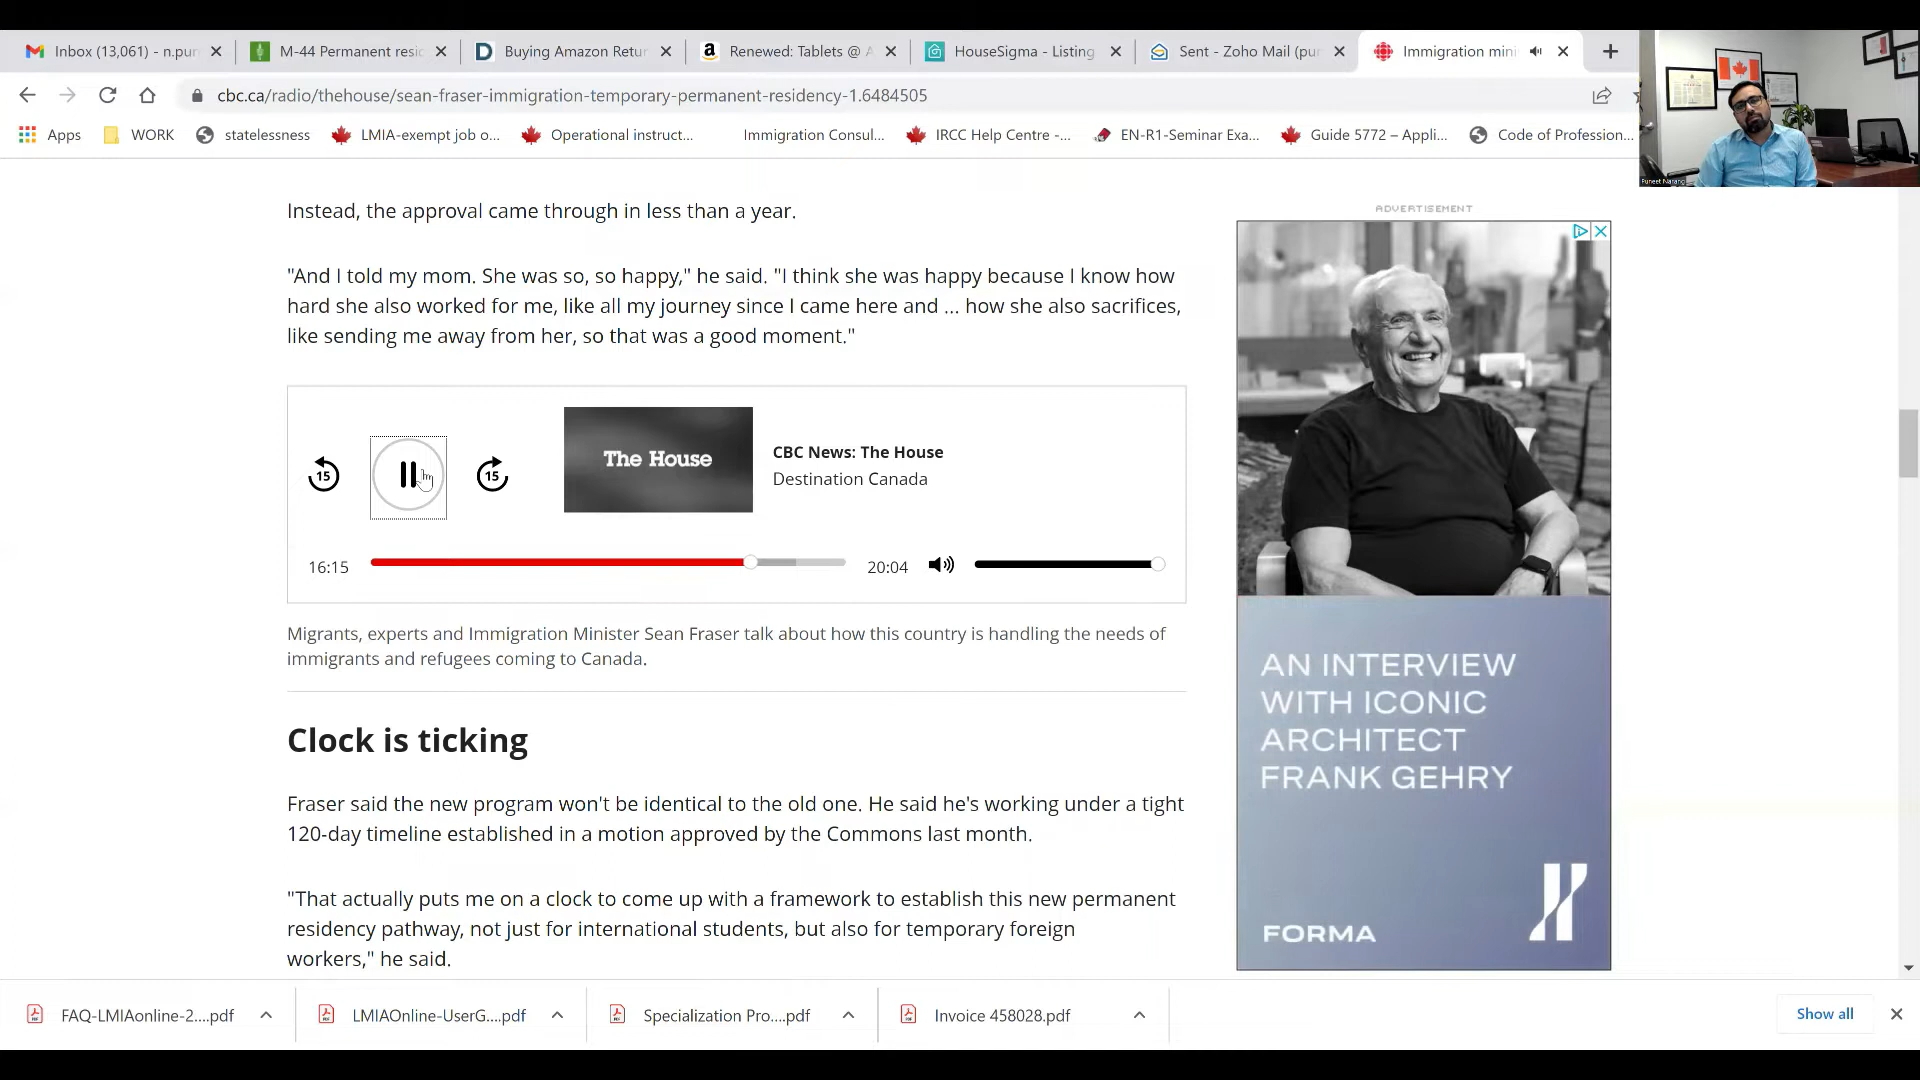 Inbox (13,061) - n.pur
M-44 Permanent resid
Buying Amazon Retur
Renewed: Tablets @ A
HouseSigma - Listing
Sent - Zoho Mail (pu
Immigration mini
cbc.ca/radio/thehouse/sean-fraser-immigration-temporary-permanent-residency-1.6484505
Apps
WORK
statelessness
LMIA-exempt job o...
Operational instruct...
Immigration Consul...
IRCC Help Centre -...
EN-R1-Seminar Exa...
Guide 5772 – Appli...
Code of Profession...
Puneet Narang
Instead, the approval came through in less than a year.
"And I told my mom. She was so, so happy," he said. "I think she was happy because I know how
hard she also worked for me, like all my journey since I came here and ... how she also sacrifices,
like sending me away from her, so that was a good moment."
15
15
The House
CBC News: The House
Destination Canada
16:15
20:04
Migrants, experts and Immigration Minister Sean Fraser talk about how this country is handling the needs of
immigrants and refugees coming to Canada.
Clock is ticking
Fraser said the new program won't be identical to the old one. He said he's working under a tight
120-day timeline established in a motion approved by the Commons last month.
"That actually puts me on a clock to come up with a framework to establish this new permanent
residency pathway, not just for international students, but also for temporary foreign
workers," he said.
ADVERTISEMENT
AN INTERVIEW
WITH ICONIC
ARCHITECT
FRANK GEHRY
FORMA
FAQ-LMIAonline-2....pdf
LMIAOnline-UserG....pdf
Specialization Pro....pdf
Invoice 458028.pdf
Show all